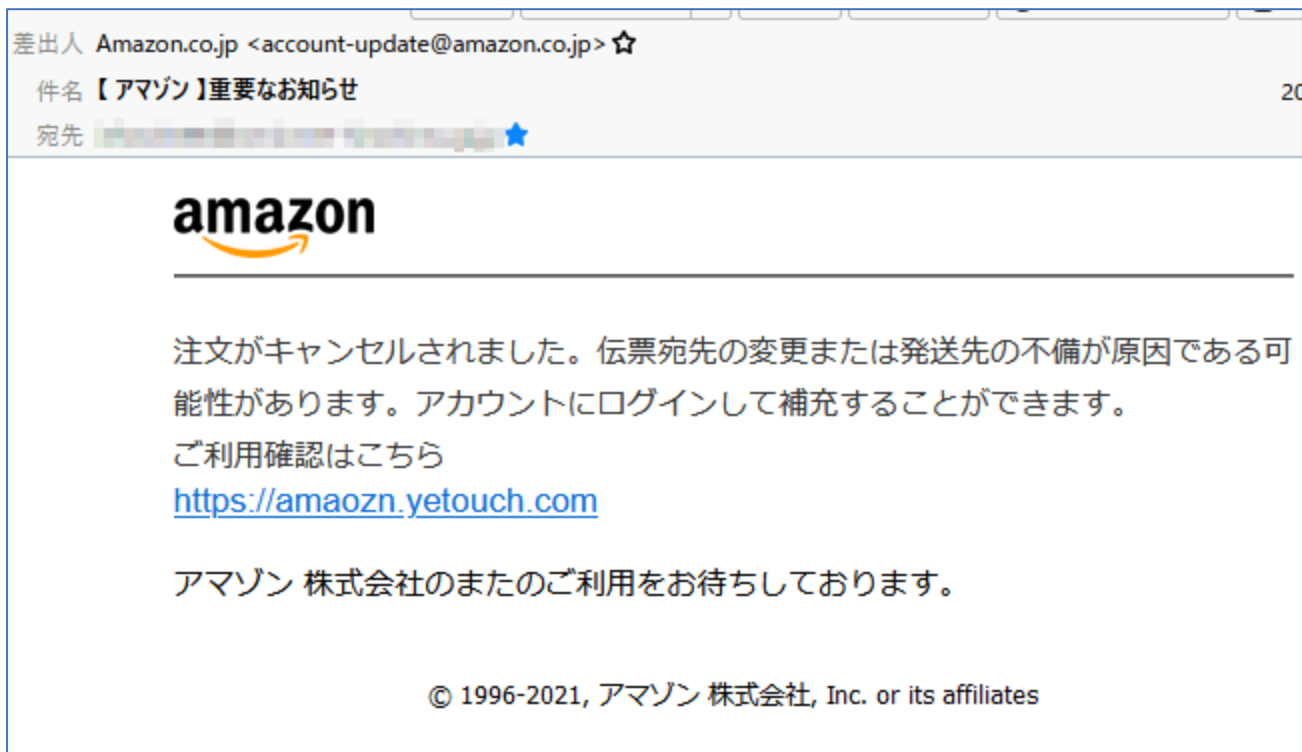 差出人 Amazon.co.jp <account-update@amazon.co.jp>
件名 【 アマゾン 】重要なお知らせ 20
宛先
amazon
注文がキャンセルされました。伝票宛先の変更または発送先の不備が原因である可
能性があります。アカウントにログインして補充することができます。
ご利用確認はこちら
https://amaozn.yetouch.com
アマゾン 株式会社のまたのご利用をお待ちしております。
© 1996-2021, アマゾン 株式会社, Inc. or its affiliates